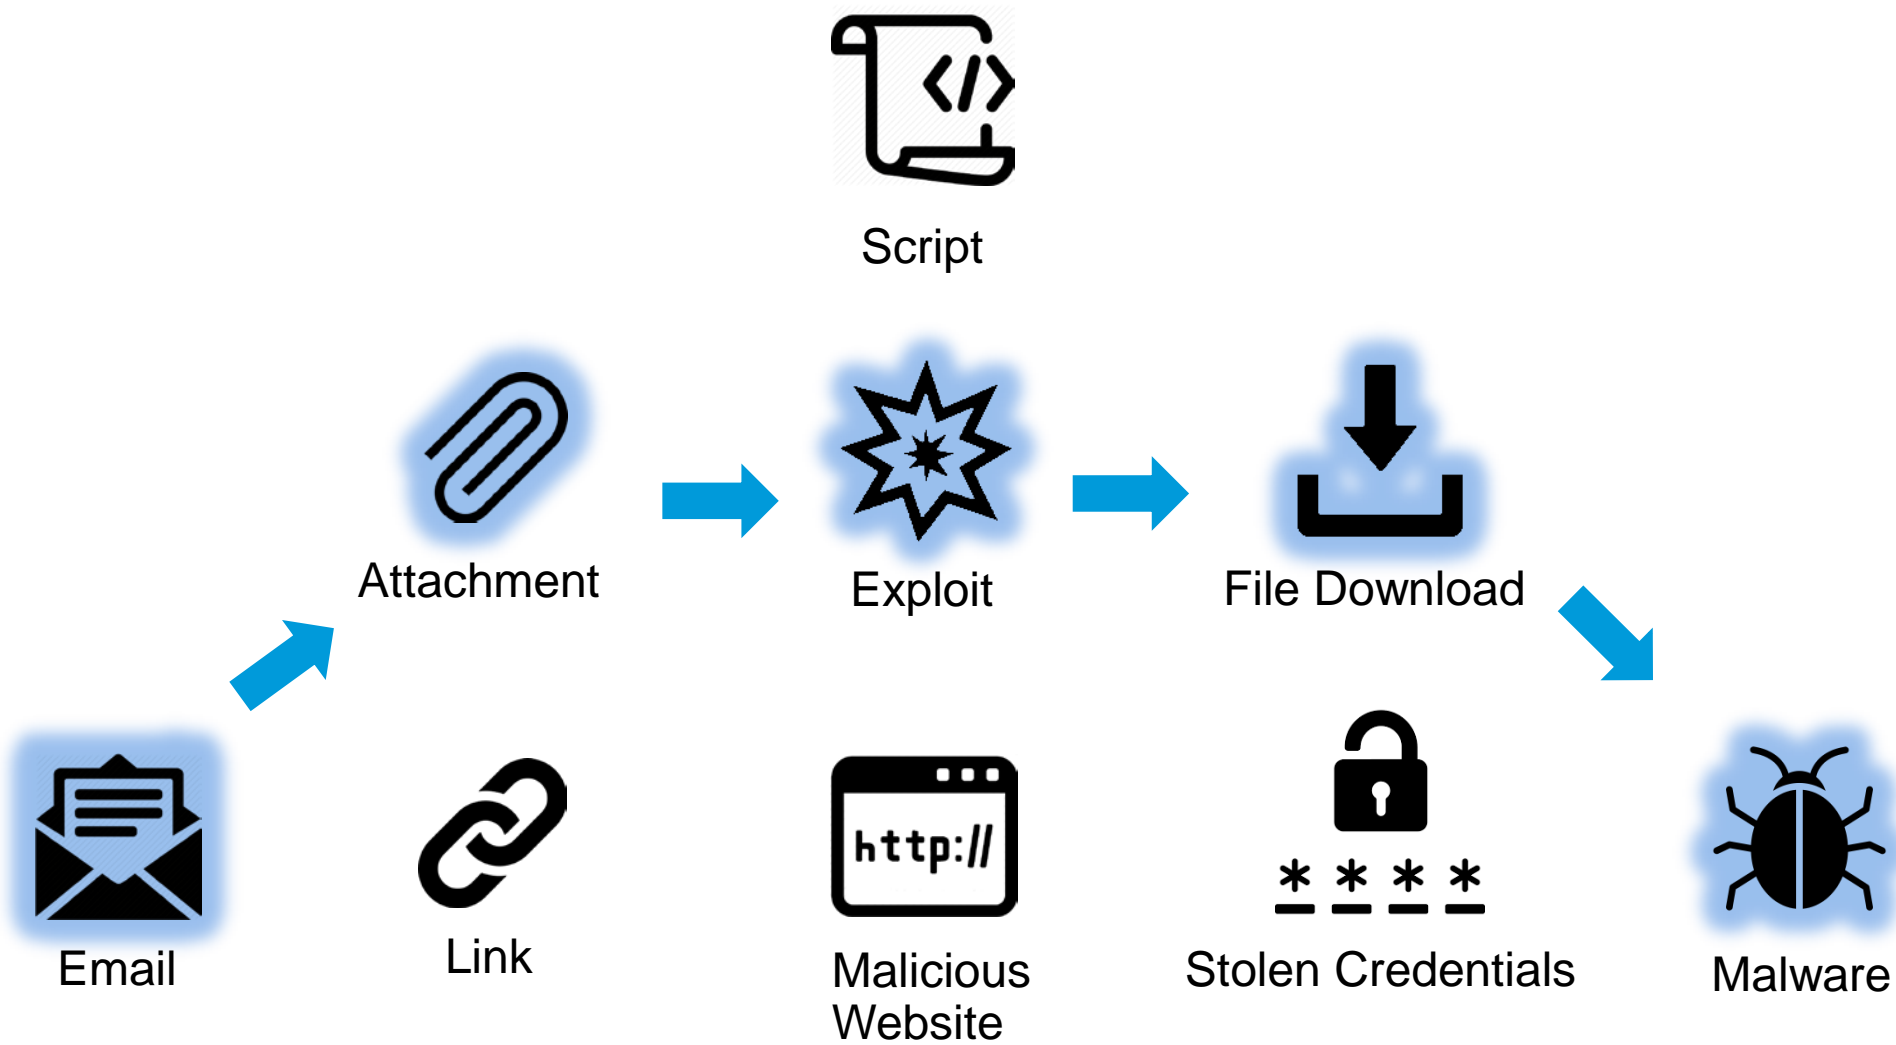 </>
Script
Attachment
Exploit
File Download
Email
Link
http://
Malicious
Website
* * * *
Stolen Credentials
Malware